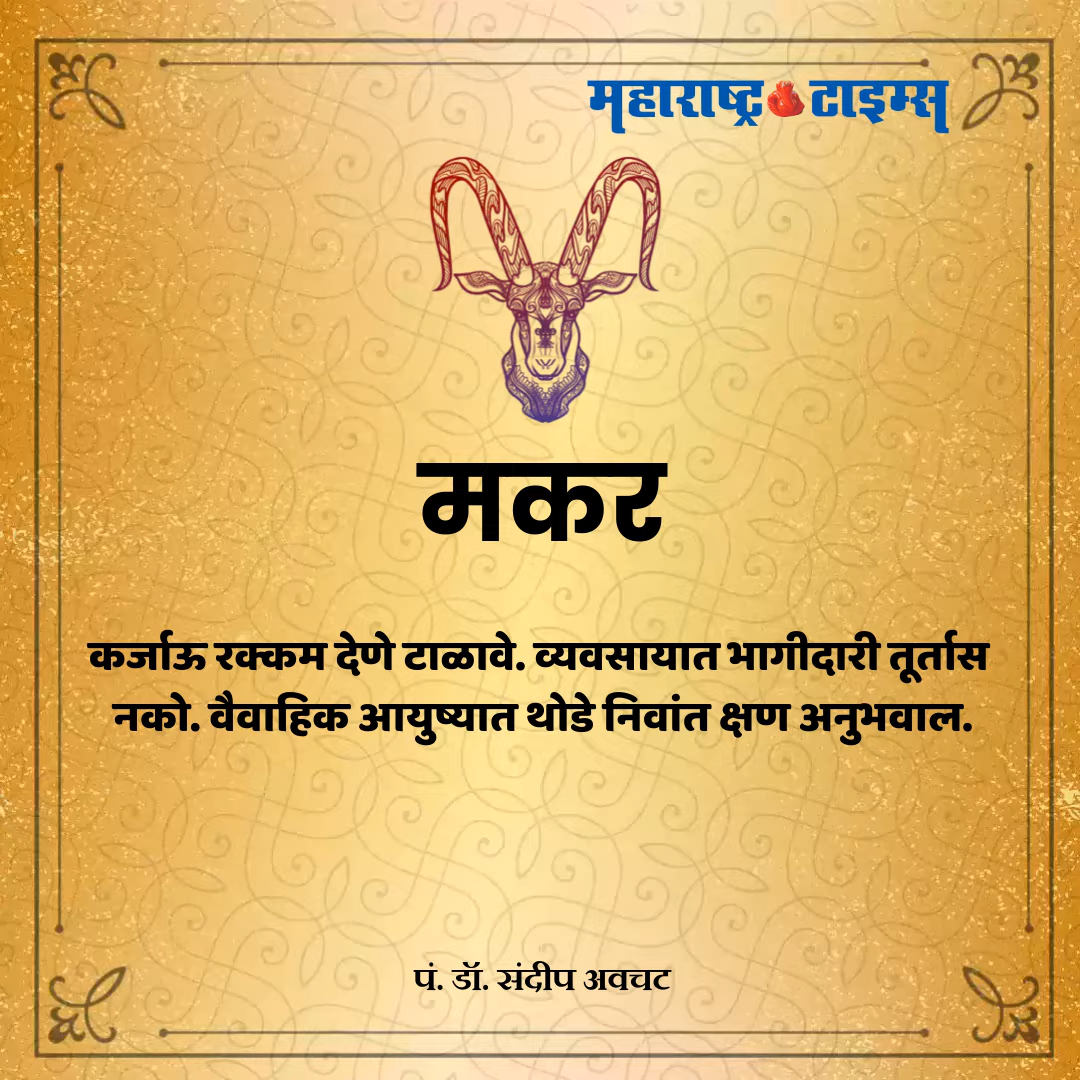 महाराष्ट्र टाइम्स
मकर
कर्जाऊ रक्कम देणे टाळावे. व्यवसायात भागीदारी तूर्तास
नको. वैवाहिक आयुष्यात थोडे निवांत क्षण अनुभवाल.
पं. डॉ. संदीप अवचट